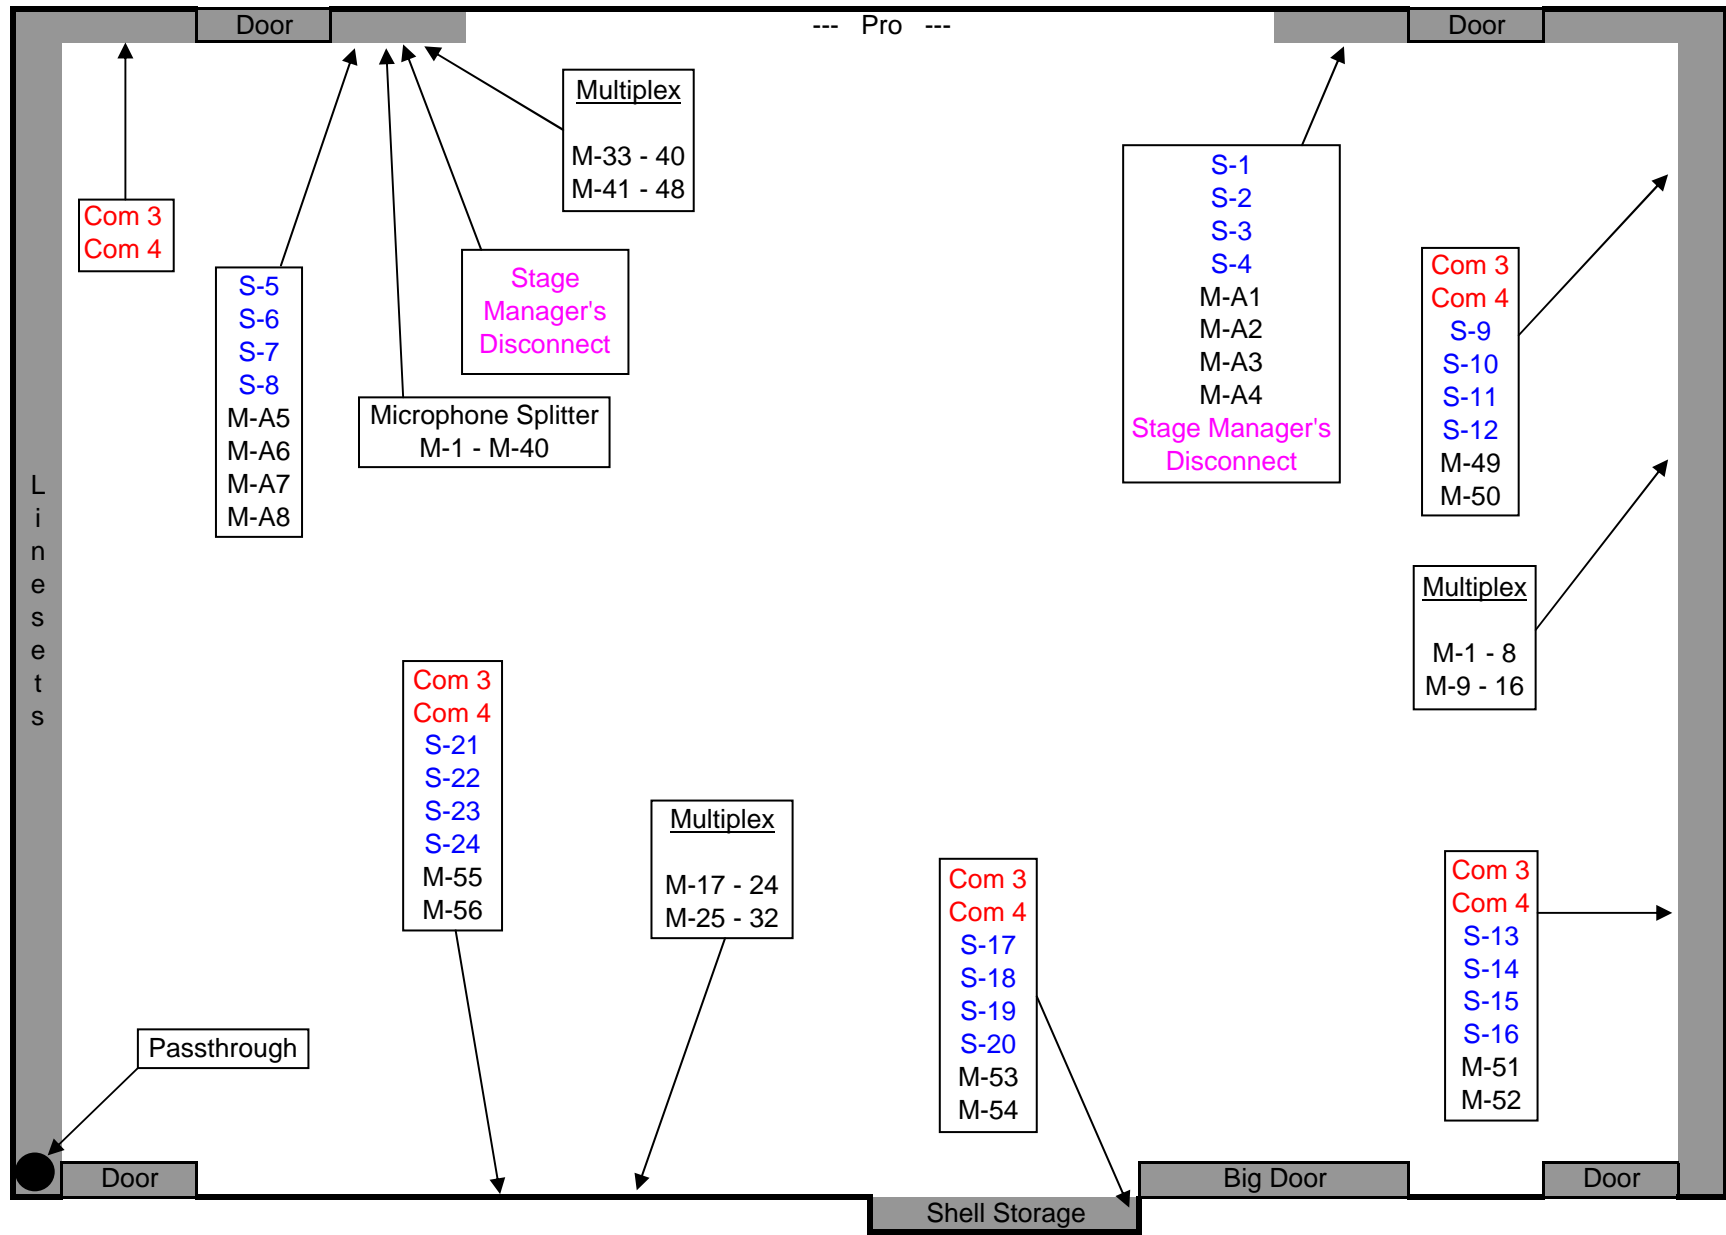 Door
--- Pro ---
Door
Multiplex
M-33 - 40
M-41 - 48
Com 3
Com 4
S-5
S-6
S-7
S-8
M-A5
M-A6
M-A7
M-A8
Stage
Manager's
Disconnect
Microphone Splitter
M-1 - M-40
S-1
S-2
S-3
S-4
M-A1
M-A2
M-A3
M-A4
Stage Manager's
Disconnect
Com 3
Com 4
S-9
S-10
S-11
S-12
M-49
M-50
Multiplex
M-1 - 8
M-9 - 16
Linesets
Com 3
Com 4
S-21
S-22
S-23
S-24
M-55
M-56
Multiplex
M-17 - 24
M-25 - 32
Com 3
Com 4
S-17
S-18
S-19
S-20
M-53
M-54
Com 3
Com 4
S-13
S-14
S-15
S-16
M-51
M-52
Passthrough
Door
Shell Storage
Big Door
Door